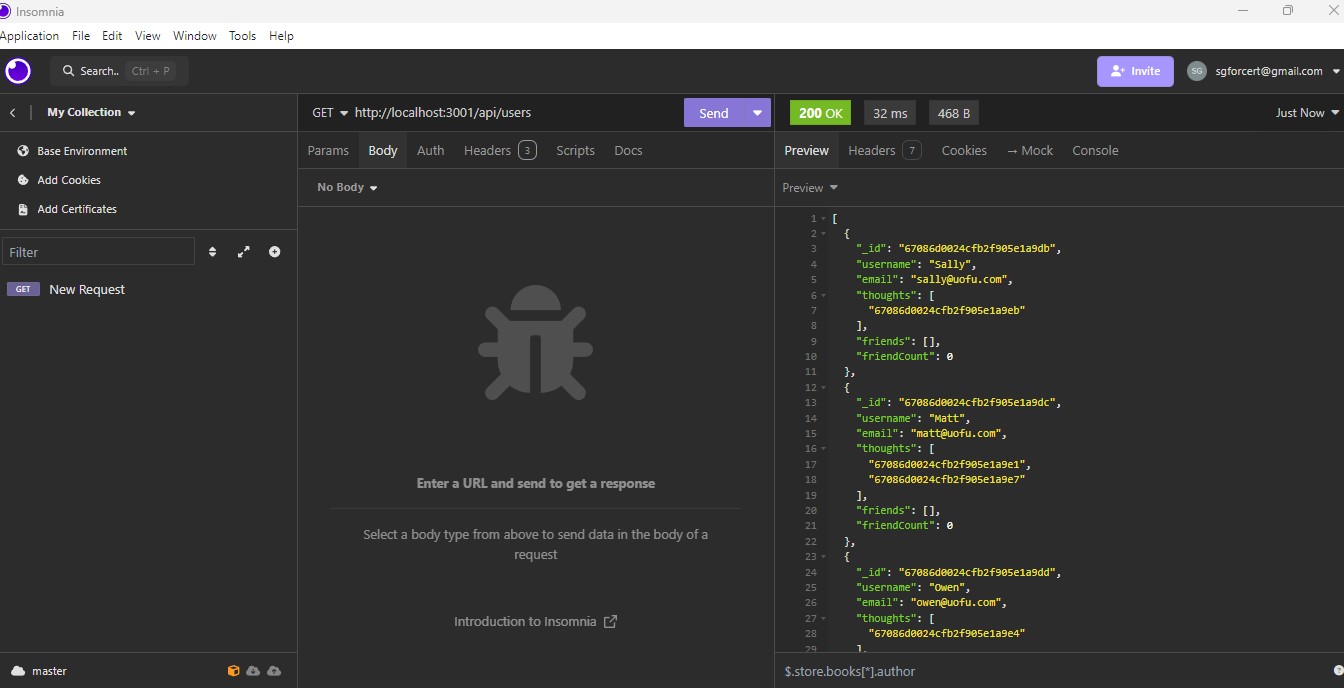 Insomnia
Application File Edit View Window Tools Help
Search.. Ctrl + P
Invite
SG sgforcert@gmail.com
My Collection
Base Environment
Add Cookies
Add Certificates
Filter
GET New Request
master
GET http://localhost:3001/api/users
Send
Params Body Auth Headers 3 Scripts Docs
No Body
Enter a URL and send to get a response
Select a body type from above to send data in the body of a
request
Introduction to Insomnia
200 OK 32 ms 468 B Just Now
Preview Headers 7 Cookies → Mock Console
Preview
1 [
2 {
3 "_id": "67086d0024cfb2f905e1a9db",
4 "username": "Sally",
5 "email": "sally@uofu.com",
6 "thoughts": [
7 "67086d0024cfb2f905e1a9eb"
8 ],
9 "friends": [],
10 "friendCount": 0
11 },
12 {
13 "_id": "67086d0024cfb2f905e1a9dc",
14 "username": "Matt",
15 "email": "matt@uofu.com",
16 "thoughts": [
17 "67086d0024cfb2f905e1a9e1",
18 "67086d0024cfb2f905e1a9e7"
19 ],
20 "friends": [],
21 "friendCount": 0
22 },
23 {
24 "_id": "67086d0024cfb2f905e1a9dd",
25 "username": "Owen",
26 "email": "owen@uofu.com",
27 "thoughts": [
28 "67086d0024cfb2f905e1a9e4"
29 ],
$.store.books[*].author